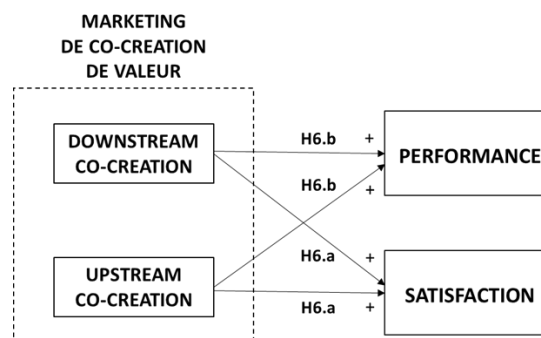 MARKETING
DE CO-CREATION
DE VALEUR
DOWNSTREAM
CO-CREATION
H6.b
+
PERFORMANCE
H6.b
+
UPSTREAM
CO-CREATION
H6.a
+
SATISFACTION
H6.a
+